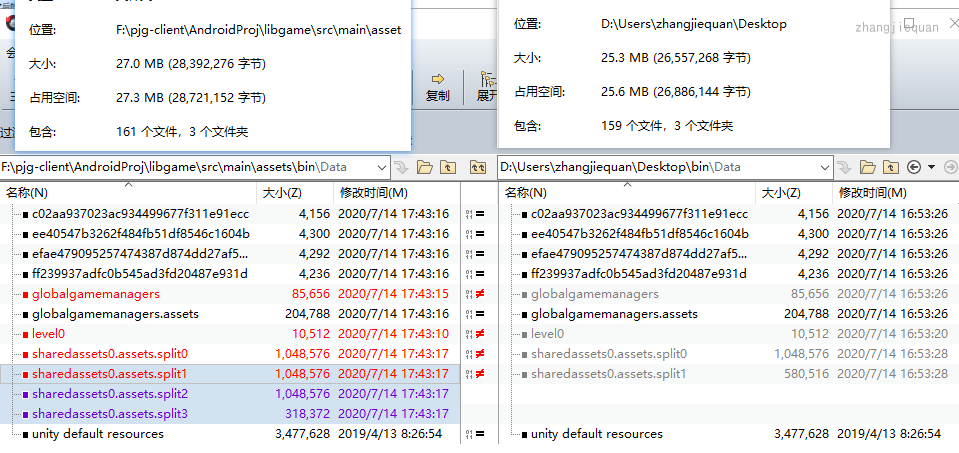 位置: F:\pjg-client\AndroidProj\libgame\src\main\asset
大小: 27.0 MB (28,392,276 字节)
占用空间: 27.3 MB (28,721,152 字节)
包含: 161 个文件，3 个文件夹
位置: D:\Users\zhangjiequan\Desktop
大小: 25.3 MB (26,557,268 字节)
占用空间: 25.6 MB (26,886,144 字节)
包含: 159 个文件，3 个文件夹
zhangjiequan
复制 展开
F:\pjg-client\AndroidProj\libgame\src\main\assets\bin\Data D:\Users\zhangjiequan\Desktop\bin\Data
名称(N) 大小(Z) 修改时间(M) 名称(N) 大小(Z) 修改时间(M)
c02aa937023ac934499677f311e91ecc 4,156 2020/7/14 17:43:16 = c02aa937023ac934499677f311e91ecc 4,156 2020/7/14 16:53:26
ee40547b3262f484fb51df8546c1604b 4,300 2020/7/14 17:43:16 = ee40547b3262f484fb51df8546c1604b 4,300 2020/7/14 16:53:26
efae479095257474387d874dd27af5... 4,292 2020/7/14 17:43:16 = efae479095257474387d874dd27af5... 4,292 2020/7/14 16:53:26
ff239937adfc0b545ad3fd20487e931d 4,236 2020/7/14 17:43:16 = ff239937adfc0b545ad3fd20487e931d 4,236 2020/7/14 16:53:26
globalgamemanagers 85,656 2020/7/14 17:43:15 ≠ globalgamemanagers 85,656 2020/7/14 16:53:26
globalgamemanagers.assets 204,788 2020/7/14 17:43:16 = globalgamemanagers.assets 204,788 2020/7/14 16:53:26
level0 10,512 2020/7/14 17:43:10 ≠ level0 10,512 2020/7/14 16:53:20
sharedassets0.assets.split0 1,048,576 2020/7/14 17:43:17 ≠ sharedassets0.assets.split0 1,048,576 2020/7/14 16:53:28
sharedassets0.assets.split1 1,048,576 2020/7/14 17:43:17 ≠ sharedassets0.assets.split1 580,516 2020/7/14 16:53:28
sharedassets0.assets.split2 1,048,576 2020/7/14 17:43:17
sharedassets0.assets.split3 318,372 2020/7/14 17:43:17
unity default resources 3,477,628 2019/4/13 8:26:54 = unity default resources 3,477,628 2019/4/13 8:26:54